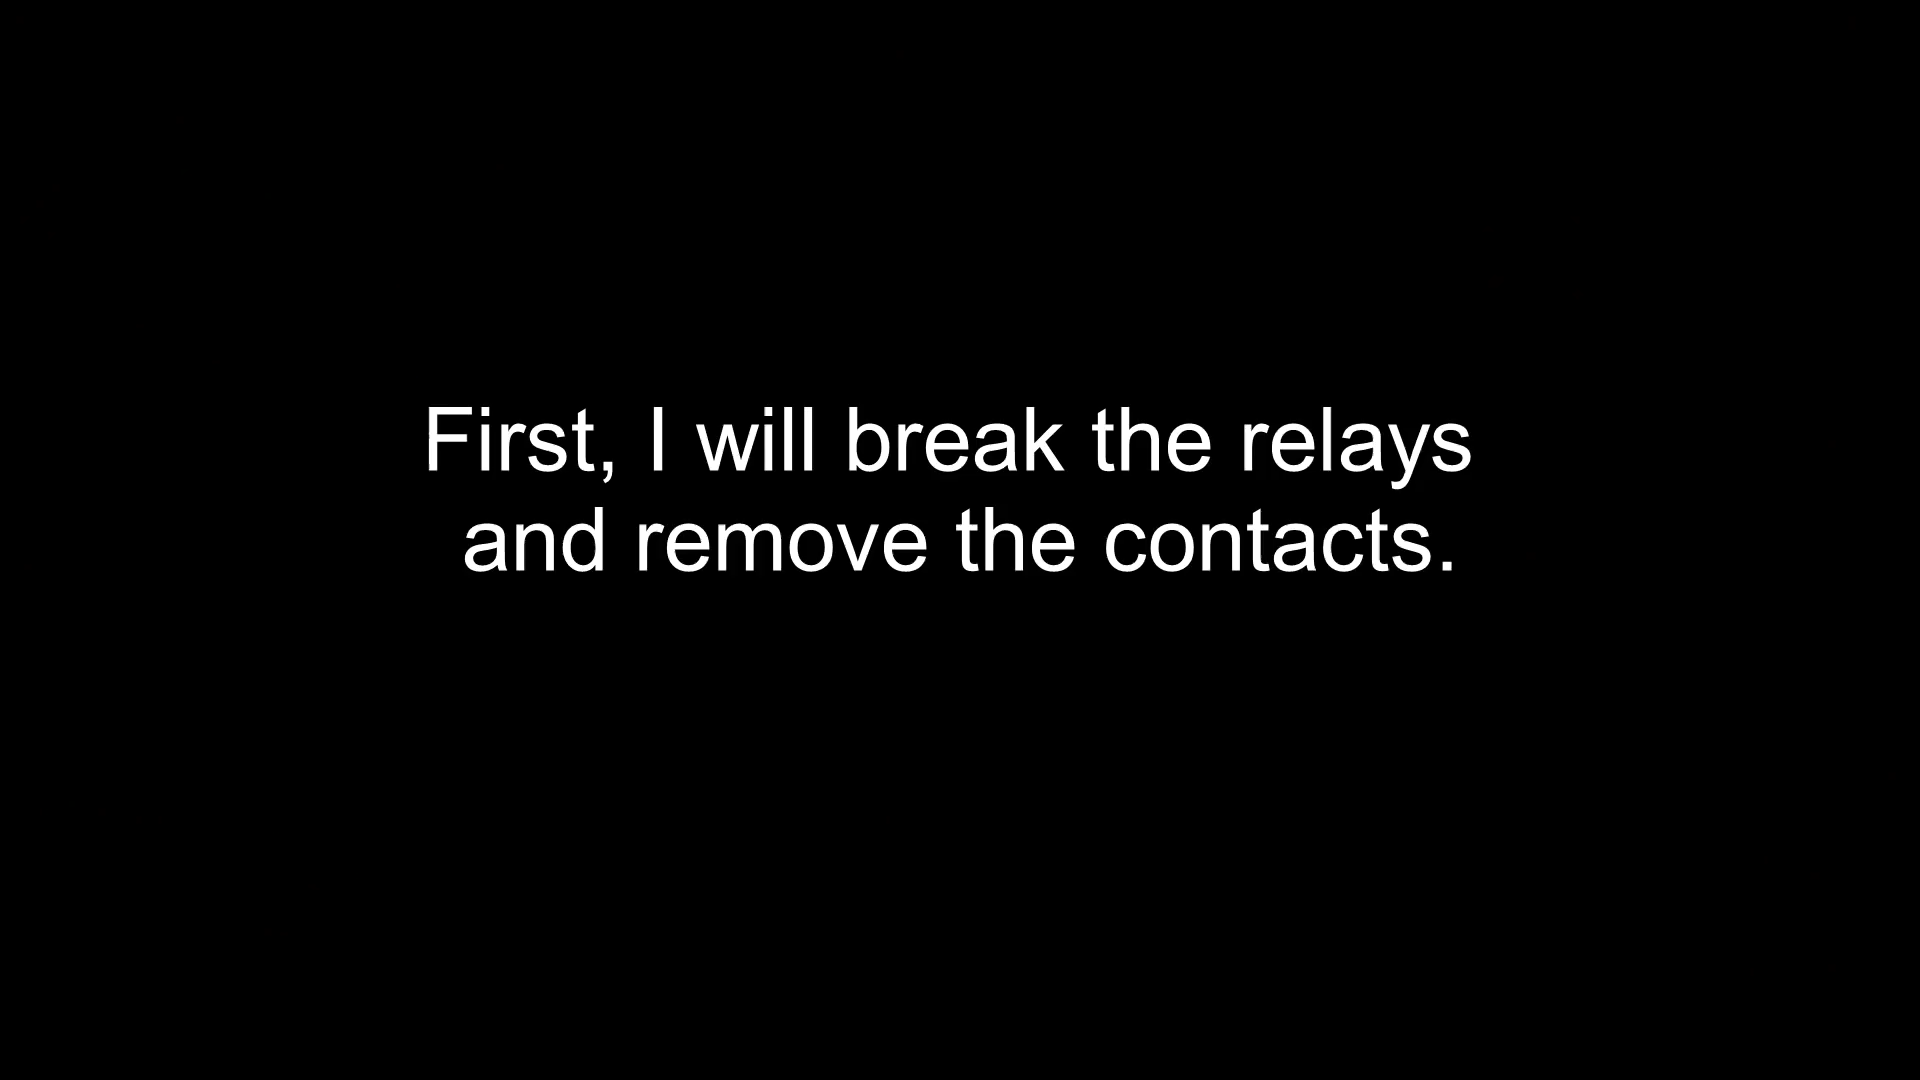 First, I will break the relays
and remove the contacts.